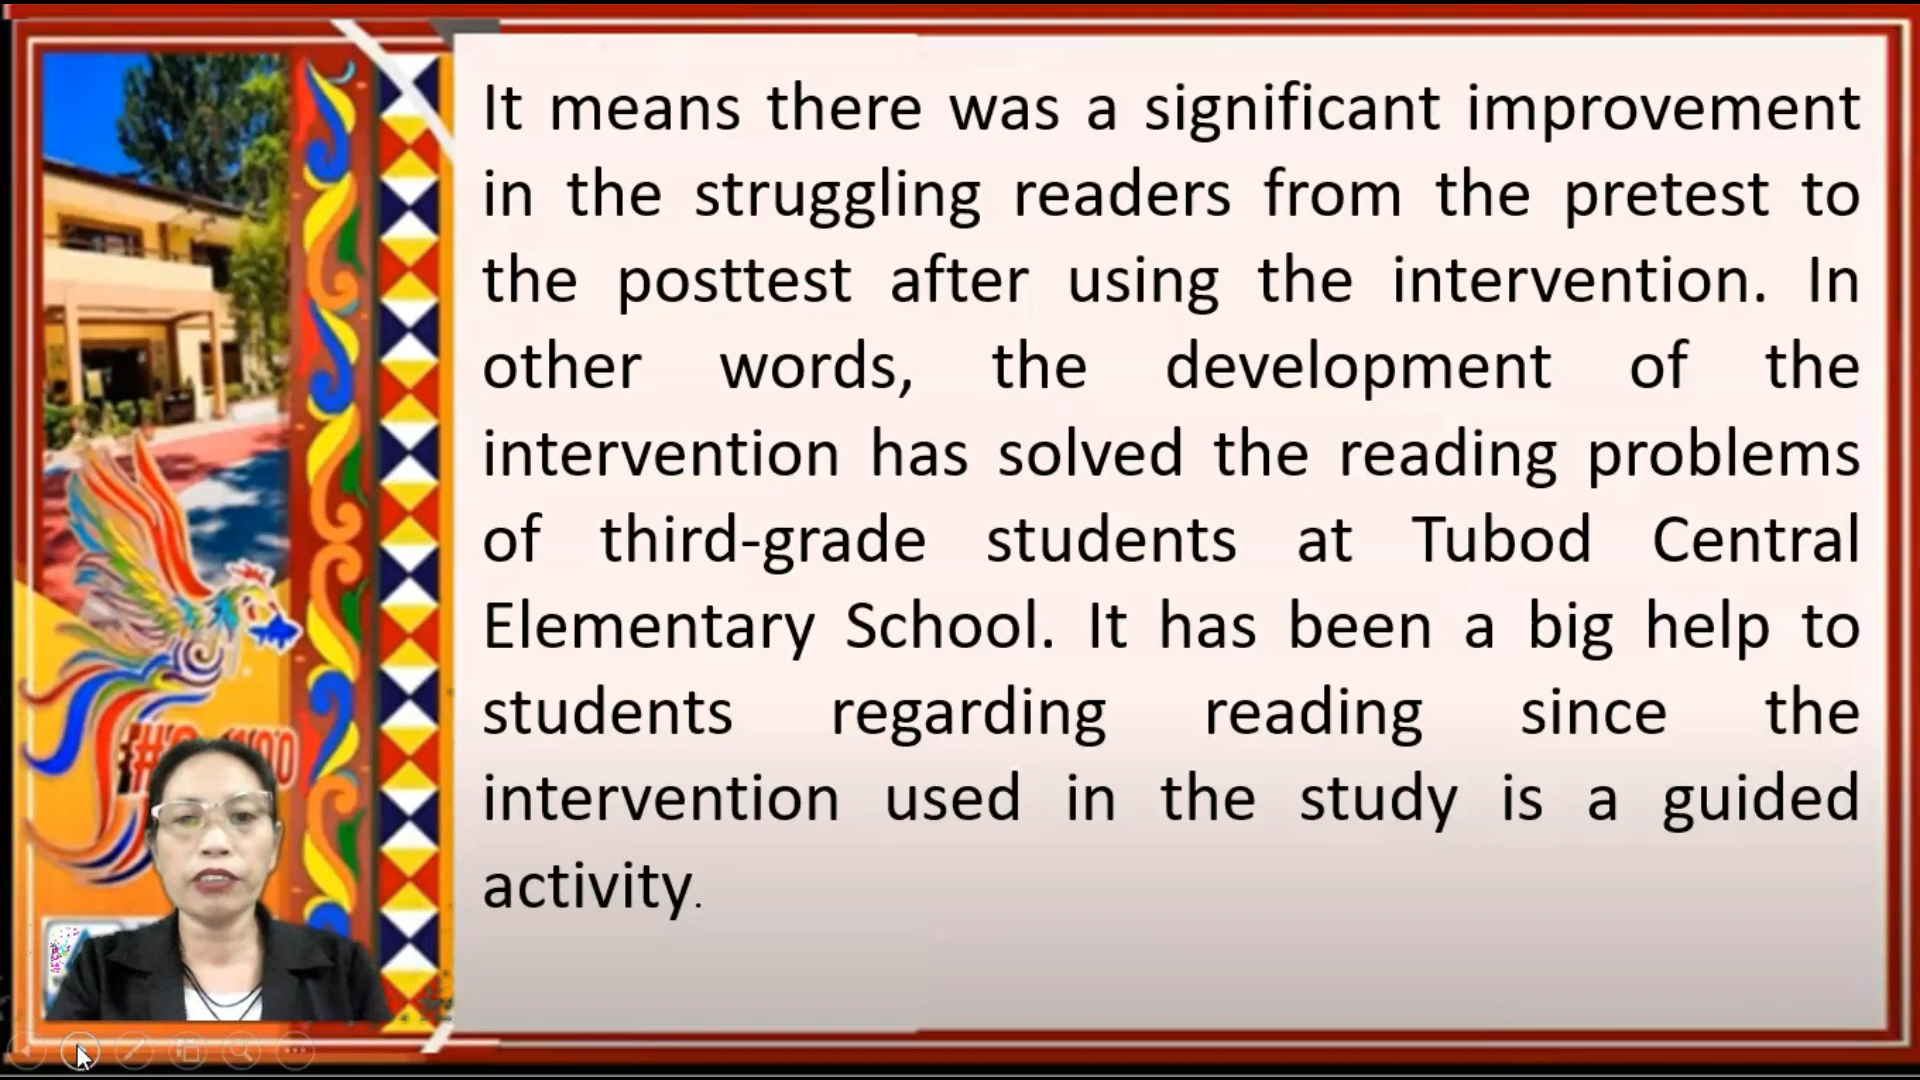 It means there was a significant improvement
in the struggling readers from the pretest to
the posttest after using the intervention. In
other words, the development of the
intervention has solved the reading problems
of third-grade students at Tubod Central
Elementary School. It has been a big help to
students regarding reading since the
intervention used in the study is a guided
activity.